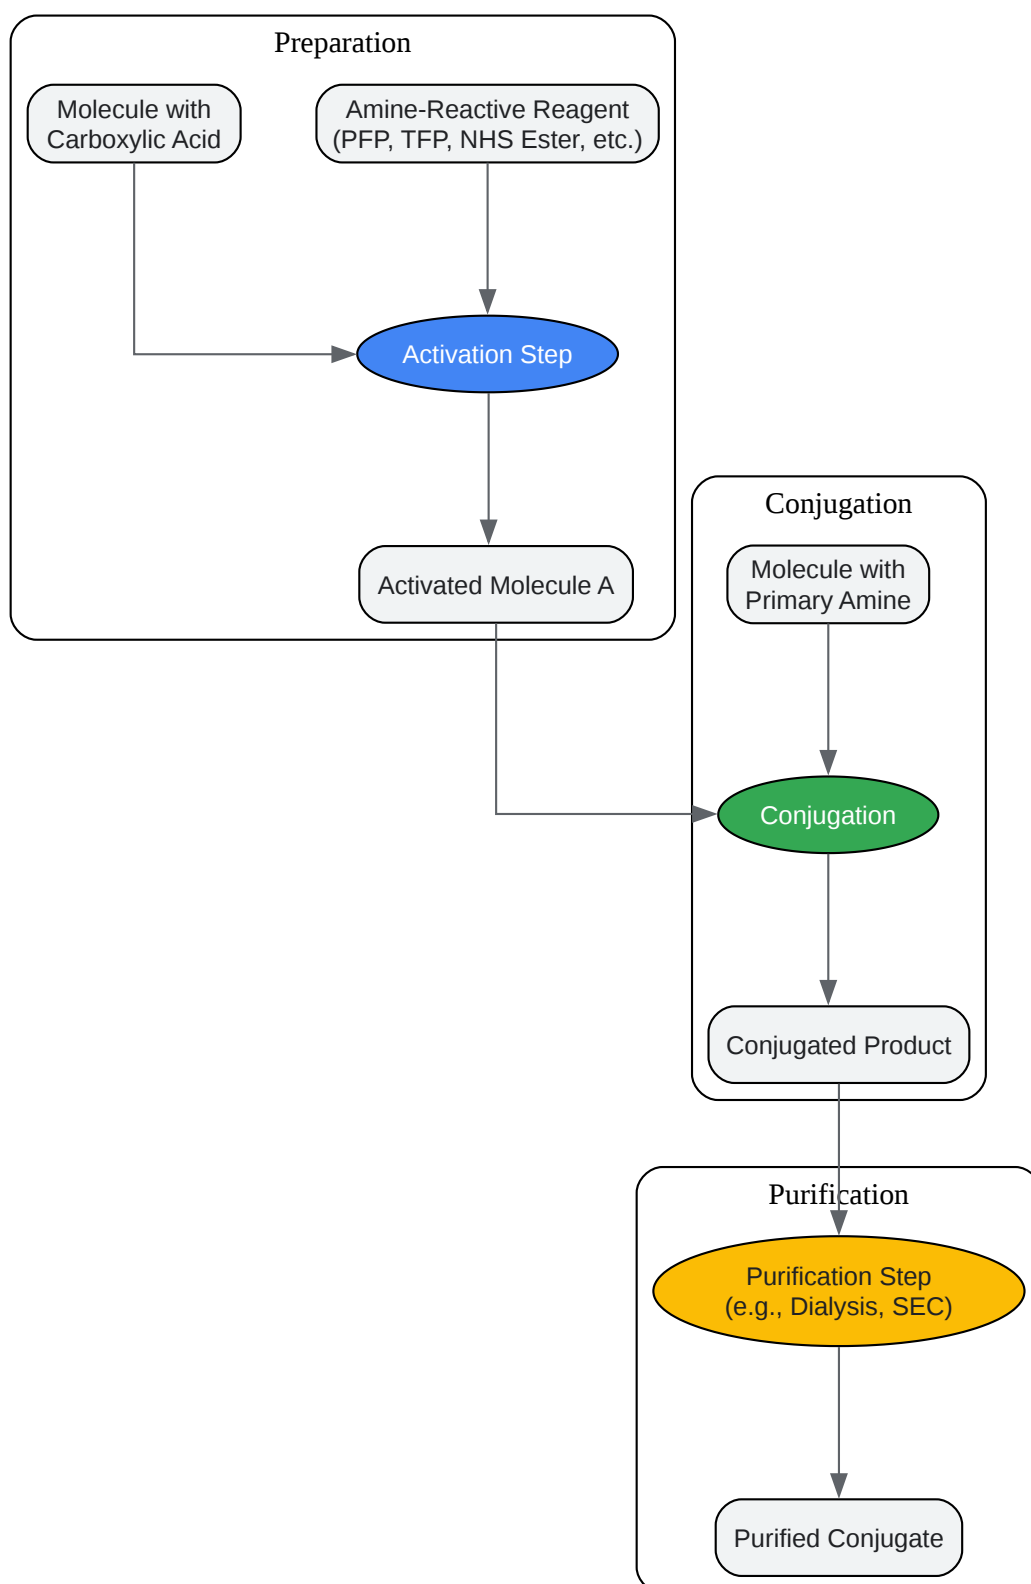 Preparation
Molecule with
Carboxylic Acid
Amine-Reactive Reagent
(PFP, TFP, NHS Ester, etc.)
Activation Step
Activated Molecule A
Conjugation
Molecule with
Primary Amine
Conjugation
Conjugated Product
Purification
Purification Step
(e.g., Dialysis, SEC)
Purified Conjugate